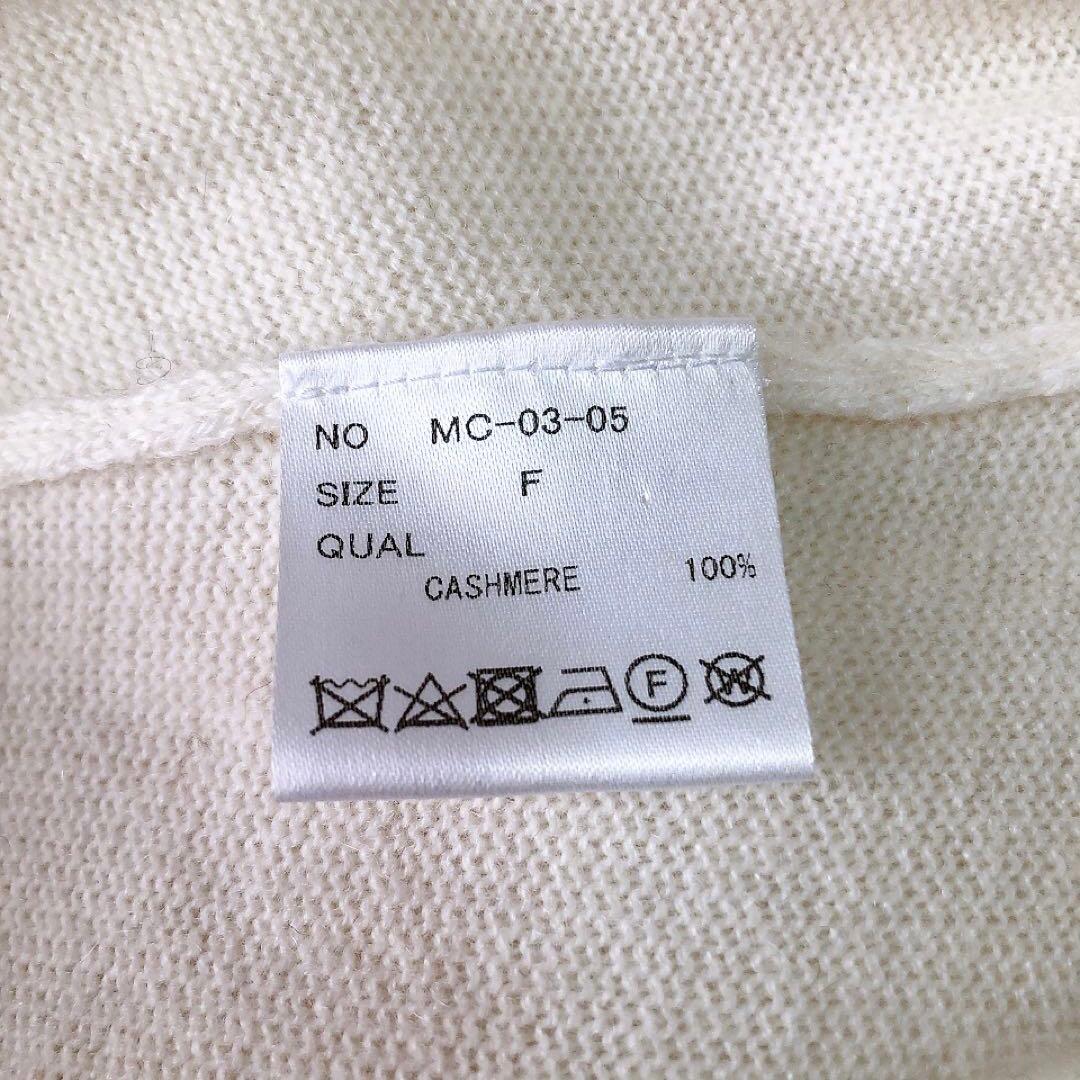 NO MC-03-05
SIZE F
QUAL
CASHMERE 100%
F W